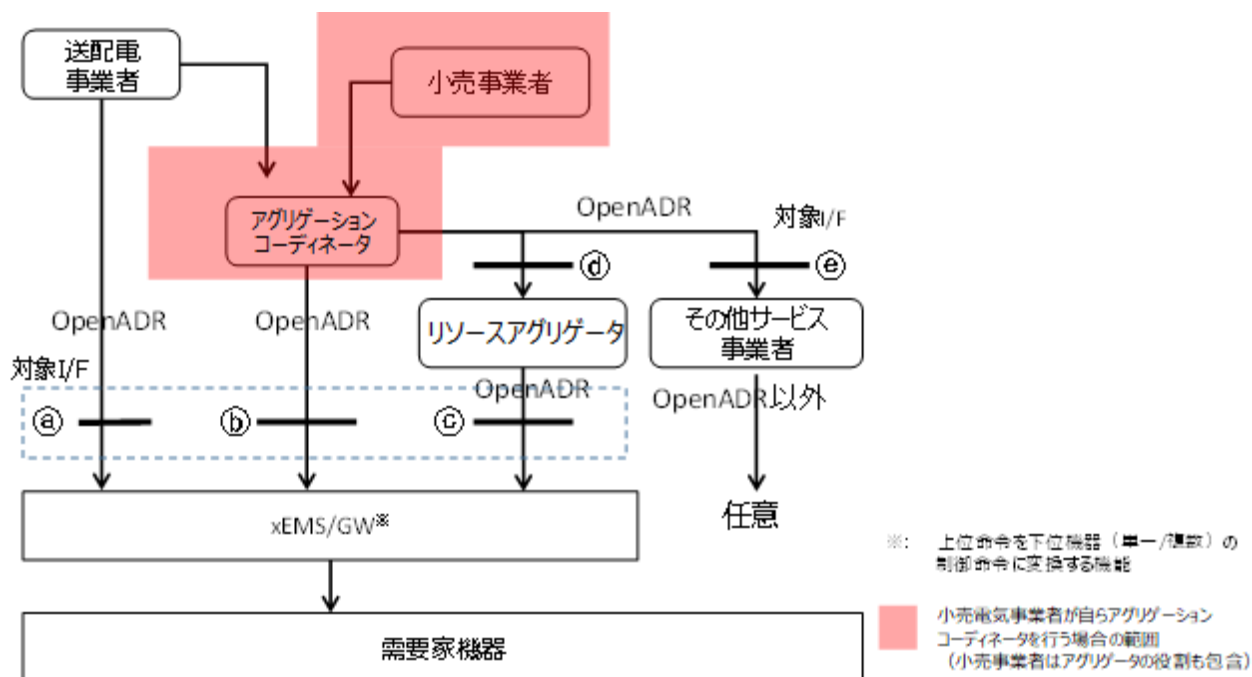 送配電
事業者
小売事業者
アグリゲーション
コーディネータ
OpenADR
対象I/F
ⓓ
ⓔ
OpenADR
OpenADR
リソースアグリゲータ
その他サービス
事業者
対象I/F
OpenADR
OpenADR以外
ⓐ
ⓑ
ⓒ
xEMS/GW※
任意
※: 上位命令を下位機器(単一/複数)の
制御命令に変換する機能
小売電気事業者が自らアグリゲーション
コーディネータを行う場合の範囲
(小売事業者はアグリゲータの役割も包含)
需要家機器